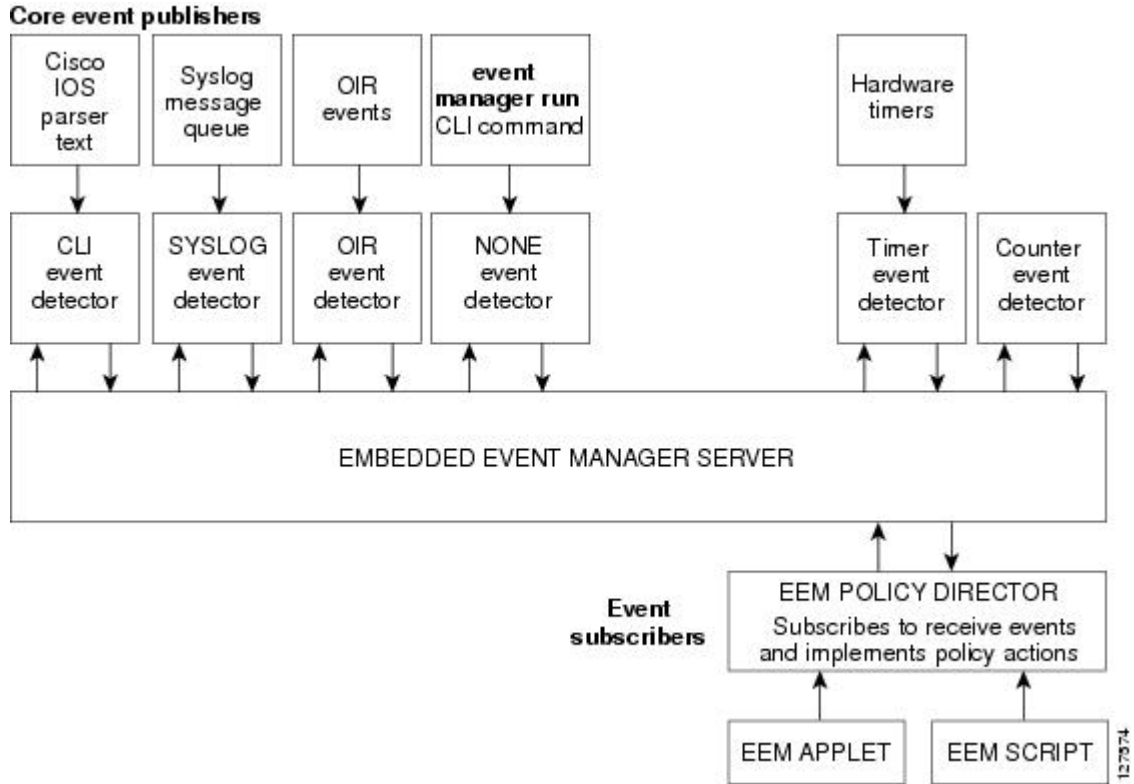 Core event publishers
Cisco
IOS
parser
text
Syslog
message
queue
OIR
events
event
manager run
CLI command
Hardware
timers
CLI
event
detector
SYSLOG
event
detector
OIR
event
detector
NONE
event
detector
Timer
event
detector
Counter
event
detector
EMBEDDED EVENT MANAGER SERVER
Event
subscribers
EEM POLICY DIRECTOR
Subscribes to receive events
and implements policy actions
EEM APPLET
EEM SCRIPT
127574